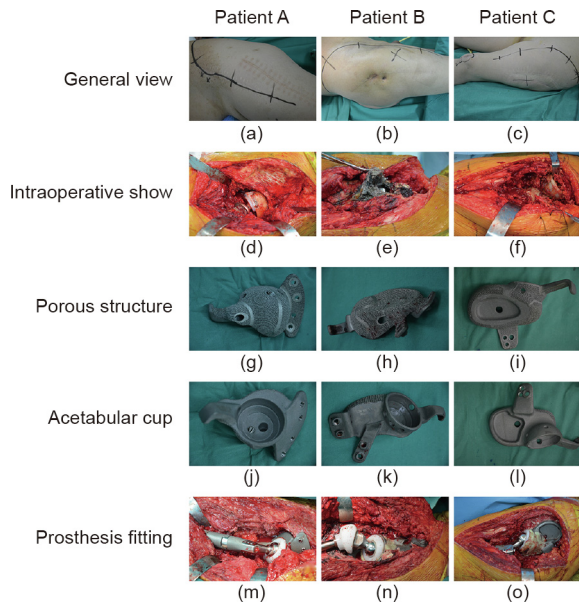 Patient A Patient B Patient C
General view
(a) (b) (c)
Intraoperative show
(d) (e) (f)
Porous structure
(g) (h) (i)
Acetabular cup
(j) (k) (l)
Prosthesis fitting
(m) (n) (o)